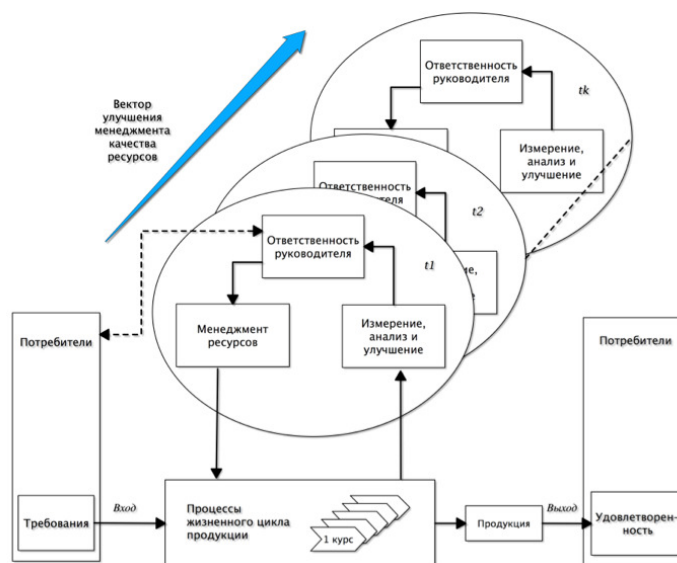 Вектор
улучшения
менеджмента
качества
ресурсов
Ответственность
руководителя
tk
Измерение,
анализ и
улучшение
Ответственность
t2
Ответственность
руководителя
t1
Менеджмент
ресурсов
Измерение,
анализ и
улучшение
Потребители
Потребители
Требования
Вход
Процессы
жизненного цикла
продукции
1 курс
Продукция
Выход
Удовлетворен-
ность